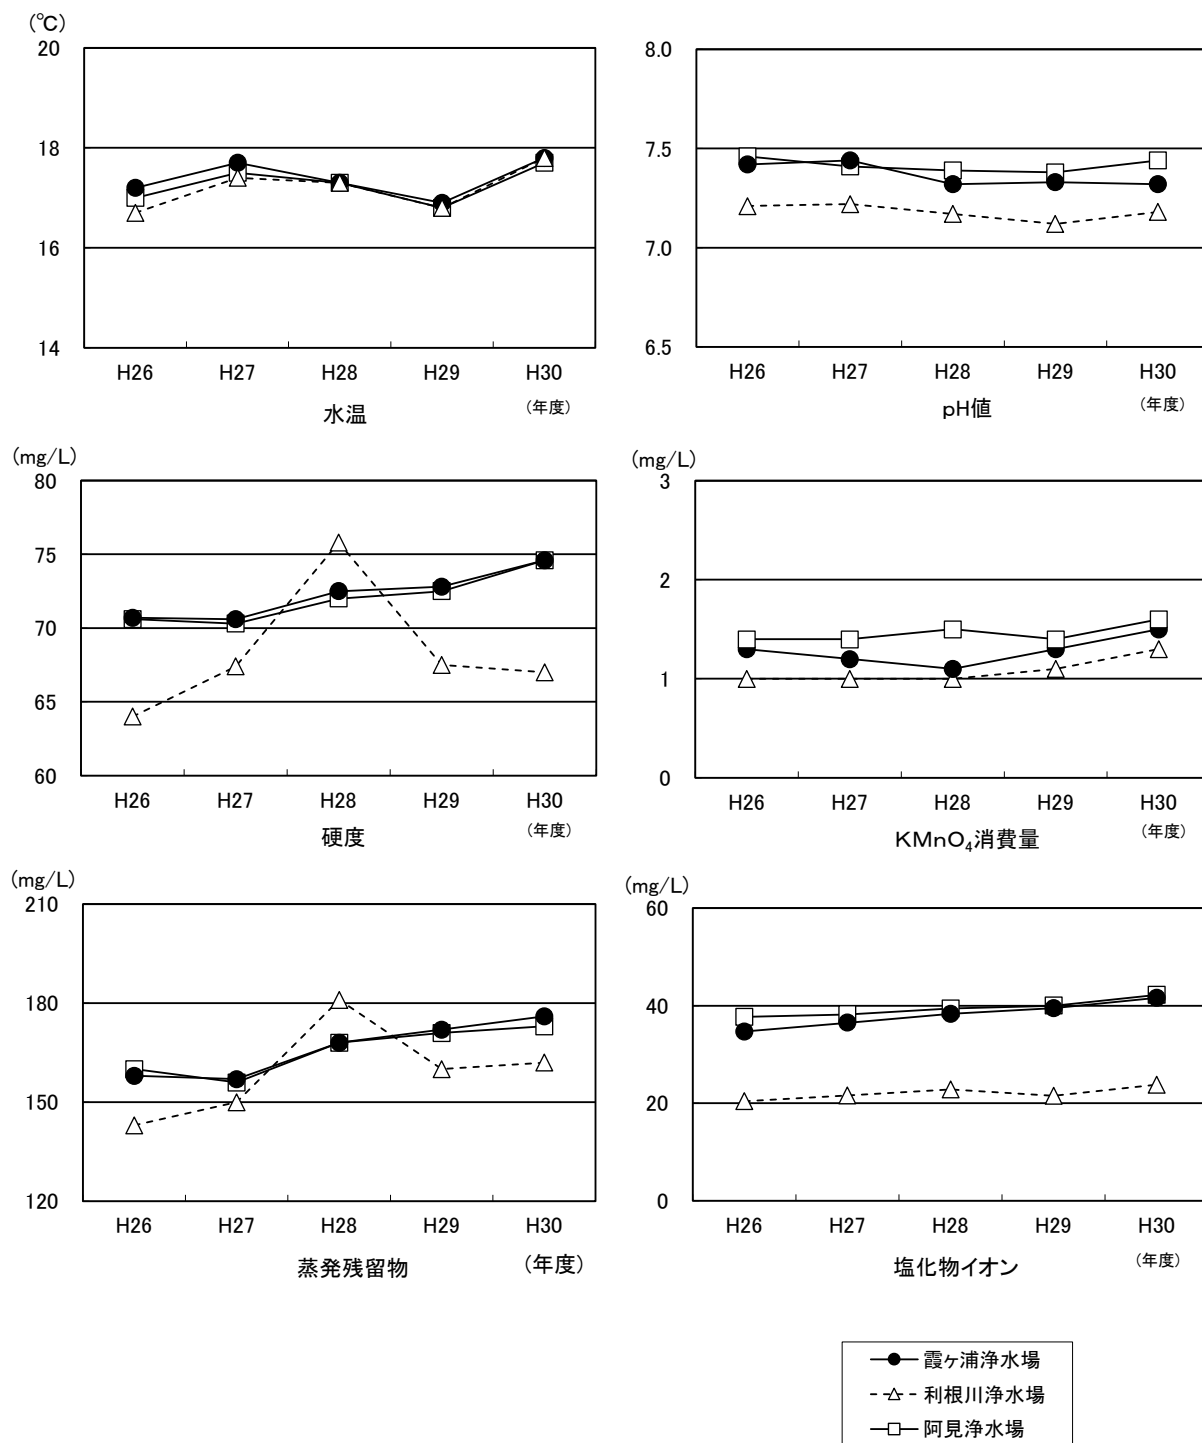 (℃)
20
18
16
14
H26 H27 H28 H29 H30
水温 (年度)
8.0
7.5
7.0
6.5
H26 H27 H28 H29 H30
pH値 (年度)
(mg/L)
80
75
70
65
60
H26 H27 H28 H29 H30
硬度 (年度)
(mg/L)
3
2
1
0
H26 H27 H28 H29 H30
KMnO₄消費量 (年度)
(mg/L)
210
180
150
120
H26 H27 H28 H29 H30
蒸発残留物 (年度)
(mg/L)
60
40
20
0
H26 H27 H28 H29 H30
塩化物イオン (年度)
霞ヶ浦浄水場
利根川浄水場
阿見浄水場